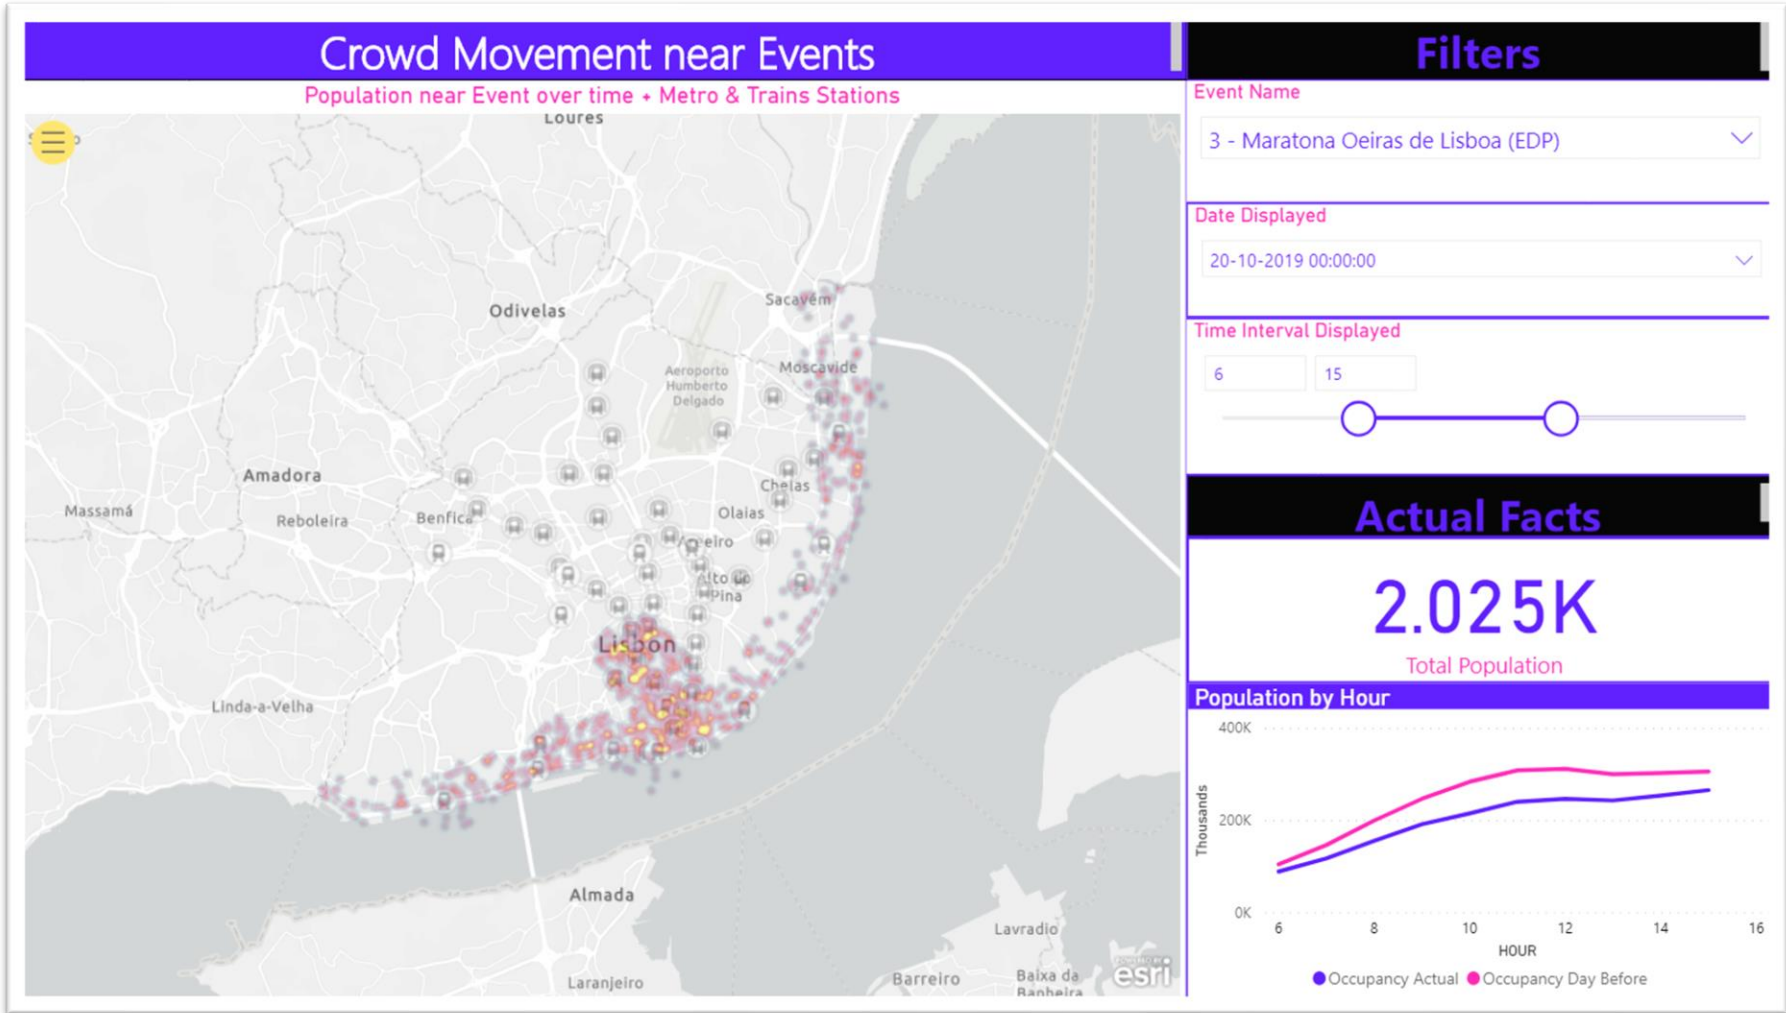 Crowd Movement near Events
Population near Event over time + Metro & Trains Stations
Loures
Sacavém
Odivelas
Aeroporto
Humberto
Delgado
Moscavide
Amadora
Chelas
Massamá
Reboleira
Benfica
Olaias
Areeiro
Alto do
Pina
Lisbon
Linda-a-Velha
Almada
Lavradio
Laranjeiro
Barreiro
Baixa da
Banheira
POWERED BY
esri
Filters
Event Name
3 - Maratona Oeiras de Lisboa (EDP)
Date Displayed
20-10-2019 00:00:00
Time Interval Displayed
6 15
Actual Facts
2.025K
Total Population
Population by Hour
400K
200K
0K
Thousands
6 8 10 12 14 16
HOUR
Occupancy Actual Occupancy Day Before